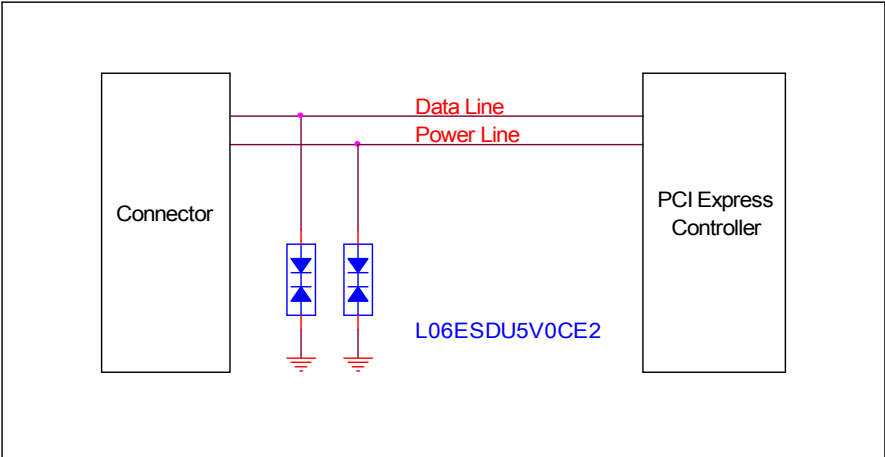 Data Line
Power Line
Connector
PCI Express
Controller
L06ESDU5V0CE2